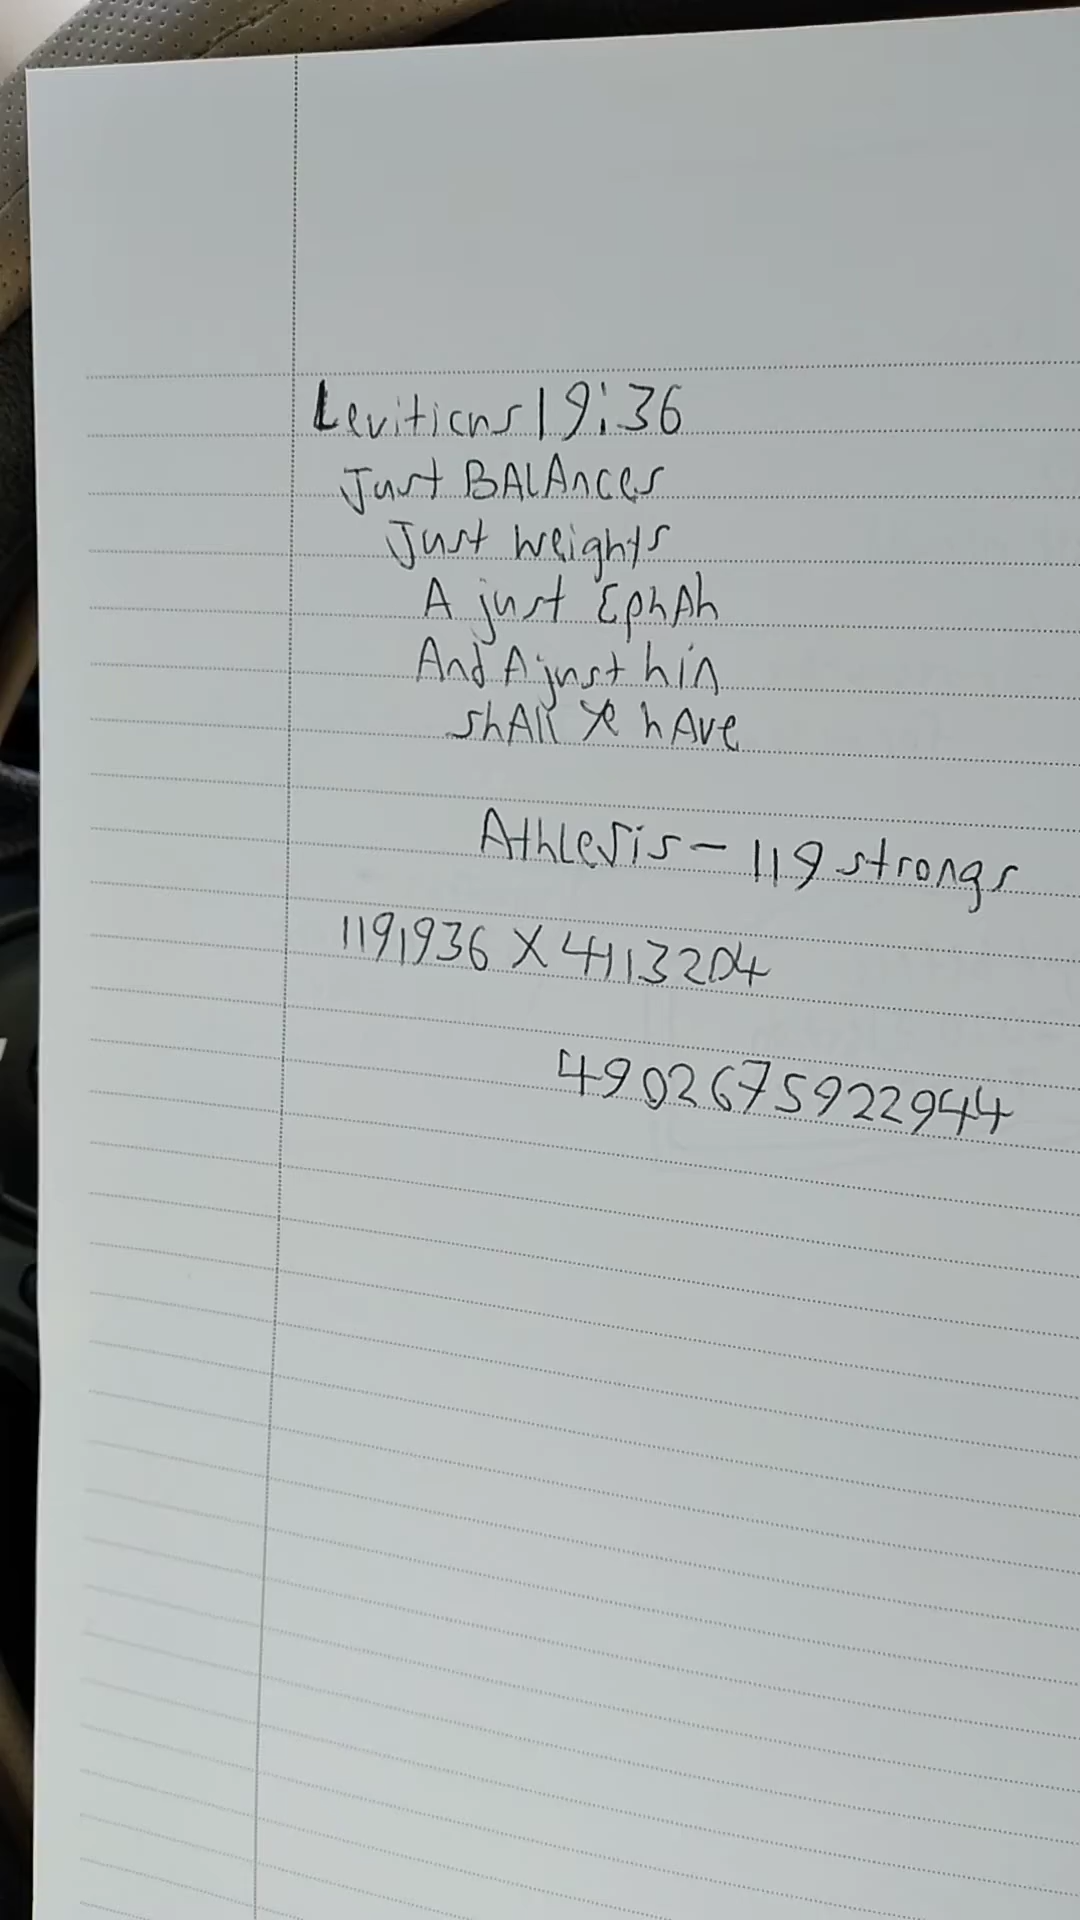 Leviticus 19:36
Just BALAnces
Just weights
A just EphAh
And A just hin
shAll ye hAve
Athlesis - 119 strongs
1191936 X 4113204
4902675922944